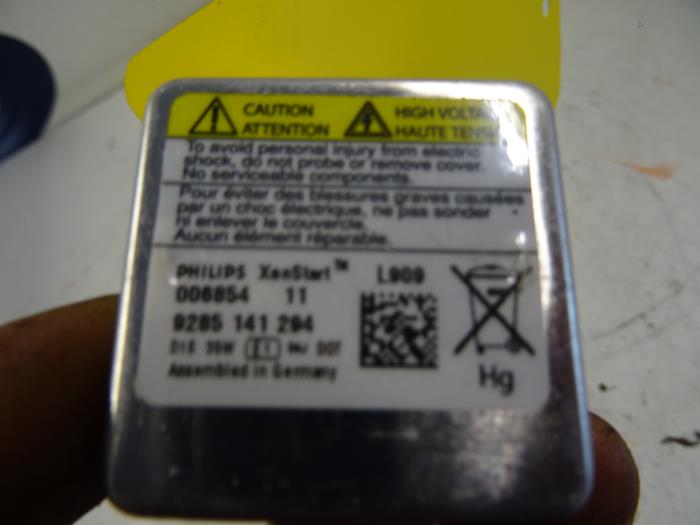 CAUTION
ATTENTION
HIGH VOLTA
HAUTE TENS
To avoid personal injury from electric
shock, do not probe or remove cover.
No serviceable components.
Pour éviter des blessures graves causées
par un choc électrique, ne pas sonder
ni enlever le couvercle.
Aucun élément réparable.
PHILIPS XenStart™ L909
006854 11
9285 141 294
D1S 35W E1 DOT
Assembled in Germany
Hg